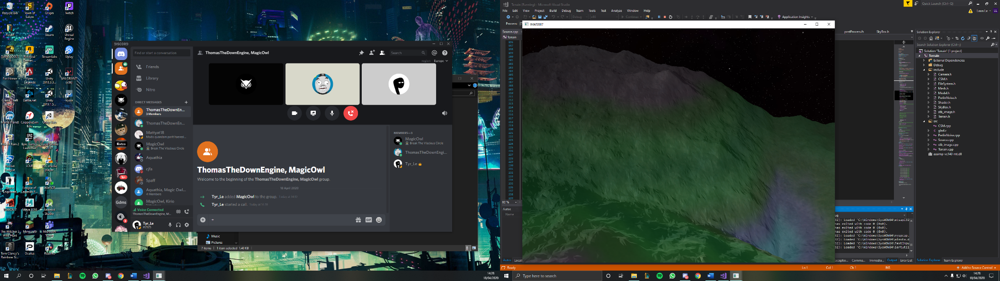 Recycle Bin
Town of Salem
Origin
Twitch
FiveM
Steam
Unreal Engine
DARK SOULS II
Rockstar Games ...
Streamlabs OBS
Uplay
For Honor
Apex Legends
Unity 2018.3.3...
VALORANT (x86)
Grand Theft Auto V
Battle.net
Unity 2019.1.5...
Vysor
Mafia Planet
CoppeliaSim Edu
Unity Hub
Risk of Rain 2
Epic Games Launcher
Visual Studio 2017
Rocket League
iCUE
VLC media player
Space Engineers
League of Legends
WinSCP
TEKKEN 7
Maya 2018
Android Studio
The Witcher 3 Wild Hunt
Minecraft
Microsoft Teams
Tom Clancy's Rainbow Si...
Oculus
DISCORD
Find or start a conversation
Friends
Library
Nitro
DIRECT MESSAGES
ThomasTheDownEn...
3 Members
ThomasTheDownEn...
Mattyat18
Modo quandam parit haeresi...
MagicOwl
Break The Viscious Circle
Aquathia
cjfa
Spaff
Aquathia, Magic Owl...
4 Members
MagicOwl, Kirio
Extra
1k+
Gdms
3
Voice Connected
ThomasTheDownEngine, M...
Tyr_Le
#2125
ThomasTheDownEngine, MagicOwl
Search
region Europe
MEMBERS—3
MagicOwl
Break The Viscious Circle
ThomasTheDownEngi...
Tyr_Le
ThomasTheDownEngine, MagicOwl
Welcome to the beginning of the ThomasTheDownEngine, MagicOwl group.
18 April 2020
Tyr_Le added MagicOwl to the group. Today at 14:19
Tyr_Le started a call.
GIF
Music
Pictures
7 items 1 item selected 1.40 KB
14:28
18/04/2020
Terrain (Running) - Microsoft Visual Studio
Quick Launch (Ctrl+;)
File Edit View Project Build Debug Team Tools Test Analyze Window Help
Leon Le LL
Debug x86 Continue
Application Insights
Process:
IMAT3907
Source.cpp
postProcess.fs
SkyBox.h
Terrain
82 %
Autos
Name
Solution Explorer
Search Solution Explorer (Ctrl+;)
Solution 'Terrain' (1 project)
Terrain
External Dependencies
Debug
include
Camera.h
CSM.h
FileSystem.h
Mesh.h
Model.h
PerlinNoise.h
Shader.h
SkyBox.h
stb_image.h
Terrain.h
src
CSM.cpp
glad.c
PerlinNoise.cpp
Source.cpp
stb_image.cpp
Terrain.cpp
assimp-vc140-mt.dll
32): Loaded 'C:\Windows\SysWOW64\wtsapi32
has exited with code 0 (0x0).
has exited with code 0 (0x0).
has exited with code 0 (0x0).
32): Loaded 'C:\Windows\SysWOW64\nvspcap.
32): Loaded 'C:\Windows\SysWOW64\winsta.d
32): Loaded 'C:\Windows\SysWOW64\TextInpu
32): Loaded 'C:\Windows\SysWOW64\iertutil
Autos Locals
Comma... Immedia... Output Error List
Solution Explorer Team Explorer
Ready
Ln 1 Col 1 Ch 1 INS
Add to Source Control
Type here to search
14:28
18/04/2020